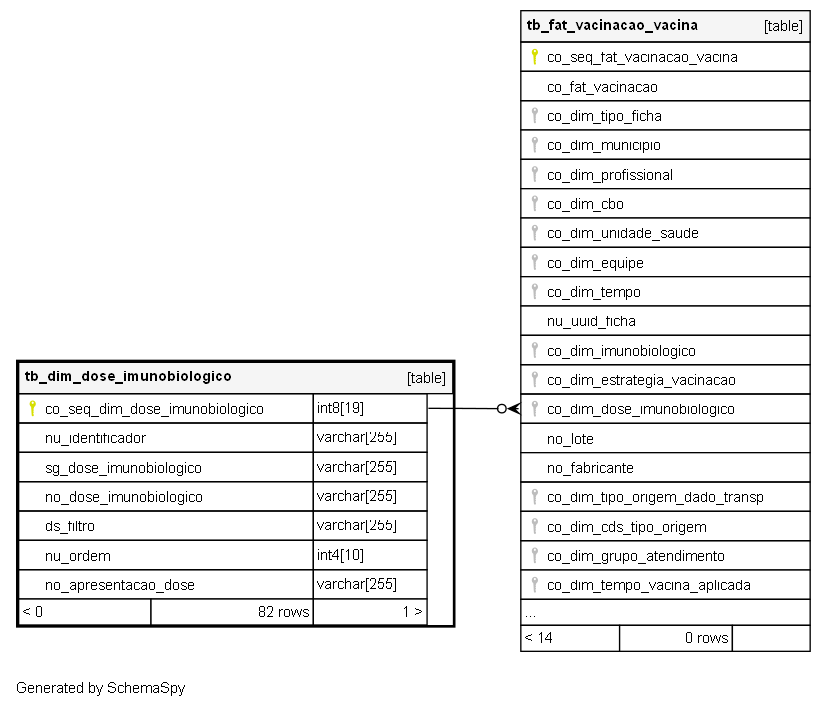 tb_fat_vacinacao_vacina [table]
co_seq_fat_vacinacao_vacina
co_fat_vacinacao
co_dim_tipo_ficha
co_dim_municipio
co_dim_profissional
co_dim_cbo
co_dim_unidade_saude
co_dim_equipe
co_dim_tempo
nu_uuid_ficha
co_dim_imunobiologico
co_dim_estrategia_vacinacao
co_dim_dose_imunobiologico
no_lote
no_fabricante
co_dim_tipo_origem_dado_transp
co_dim_cds_tipo_origem
co_dim_grupo_atendimento
co_dim_tempo_vacina_aplicada
...
< 14 0 rows
tb_dim_dose_imunobiologico [table]
co_seq_dim_dose_imunobiologico int8[19]
nu_identificador varchar[255]
sg_dose_imunobiologico varchar[255]
no_dose_imunobiologico varchar[255]
ds_filtro varchar[255]
nu_ordem int4[10]
no_apresentacao_dose varchar[255]
< 0 82 rows 1 >
Generated by SchemaSpy